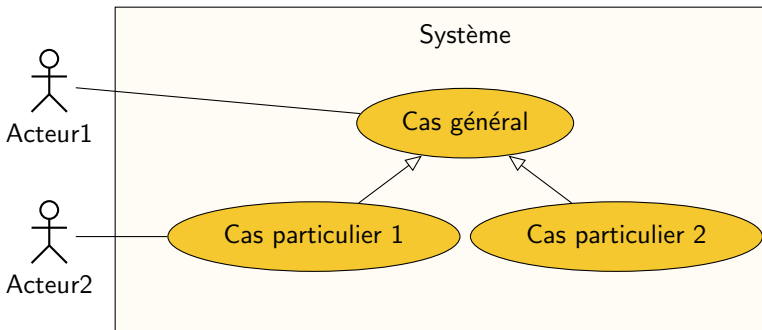 Système
Acteur1
Cas général
Cas particulier 1
Cas particulier 2
Acteur2